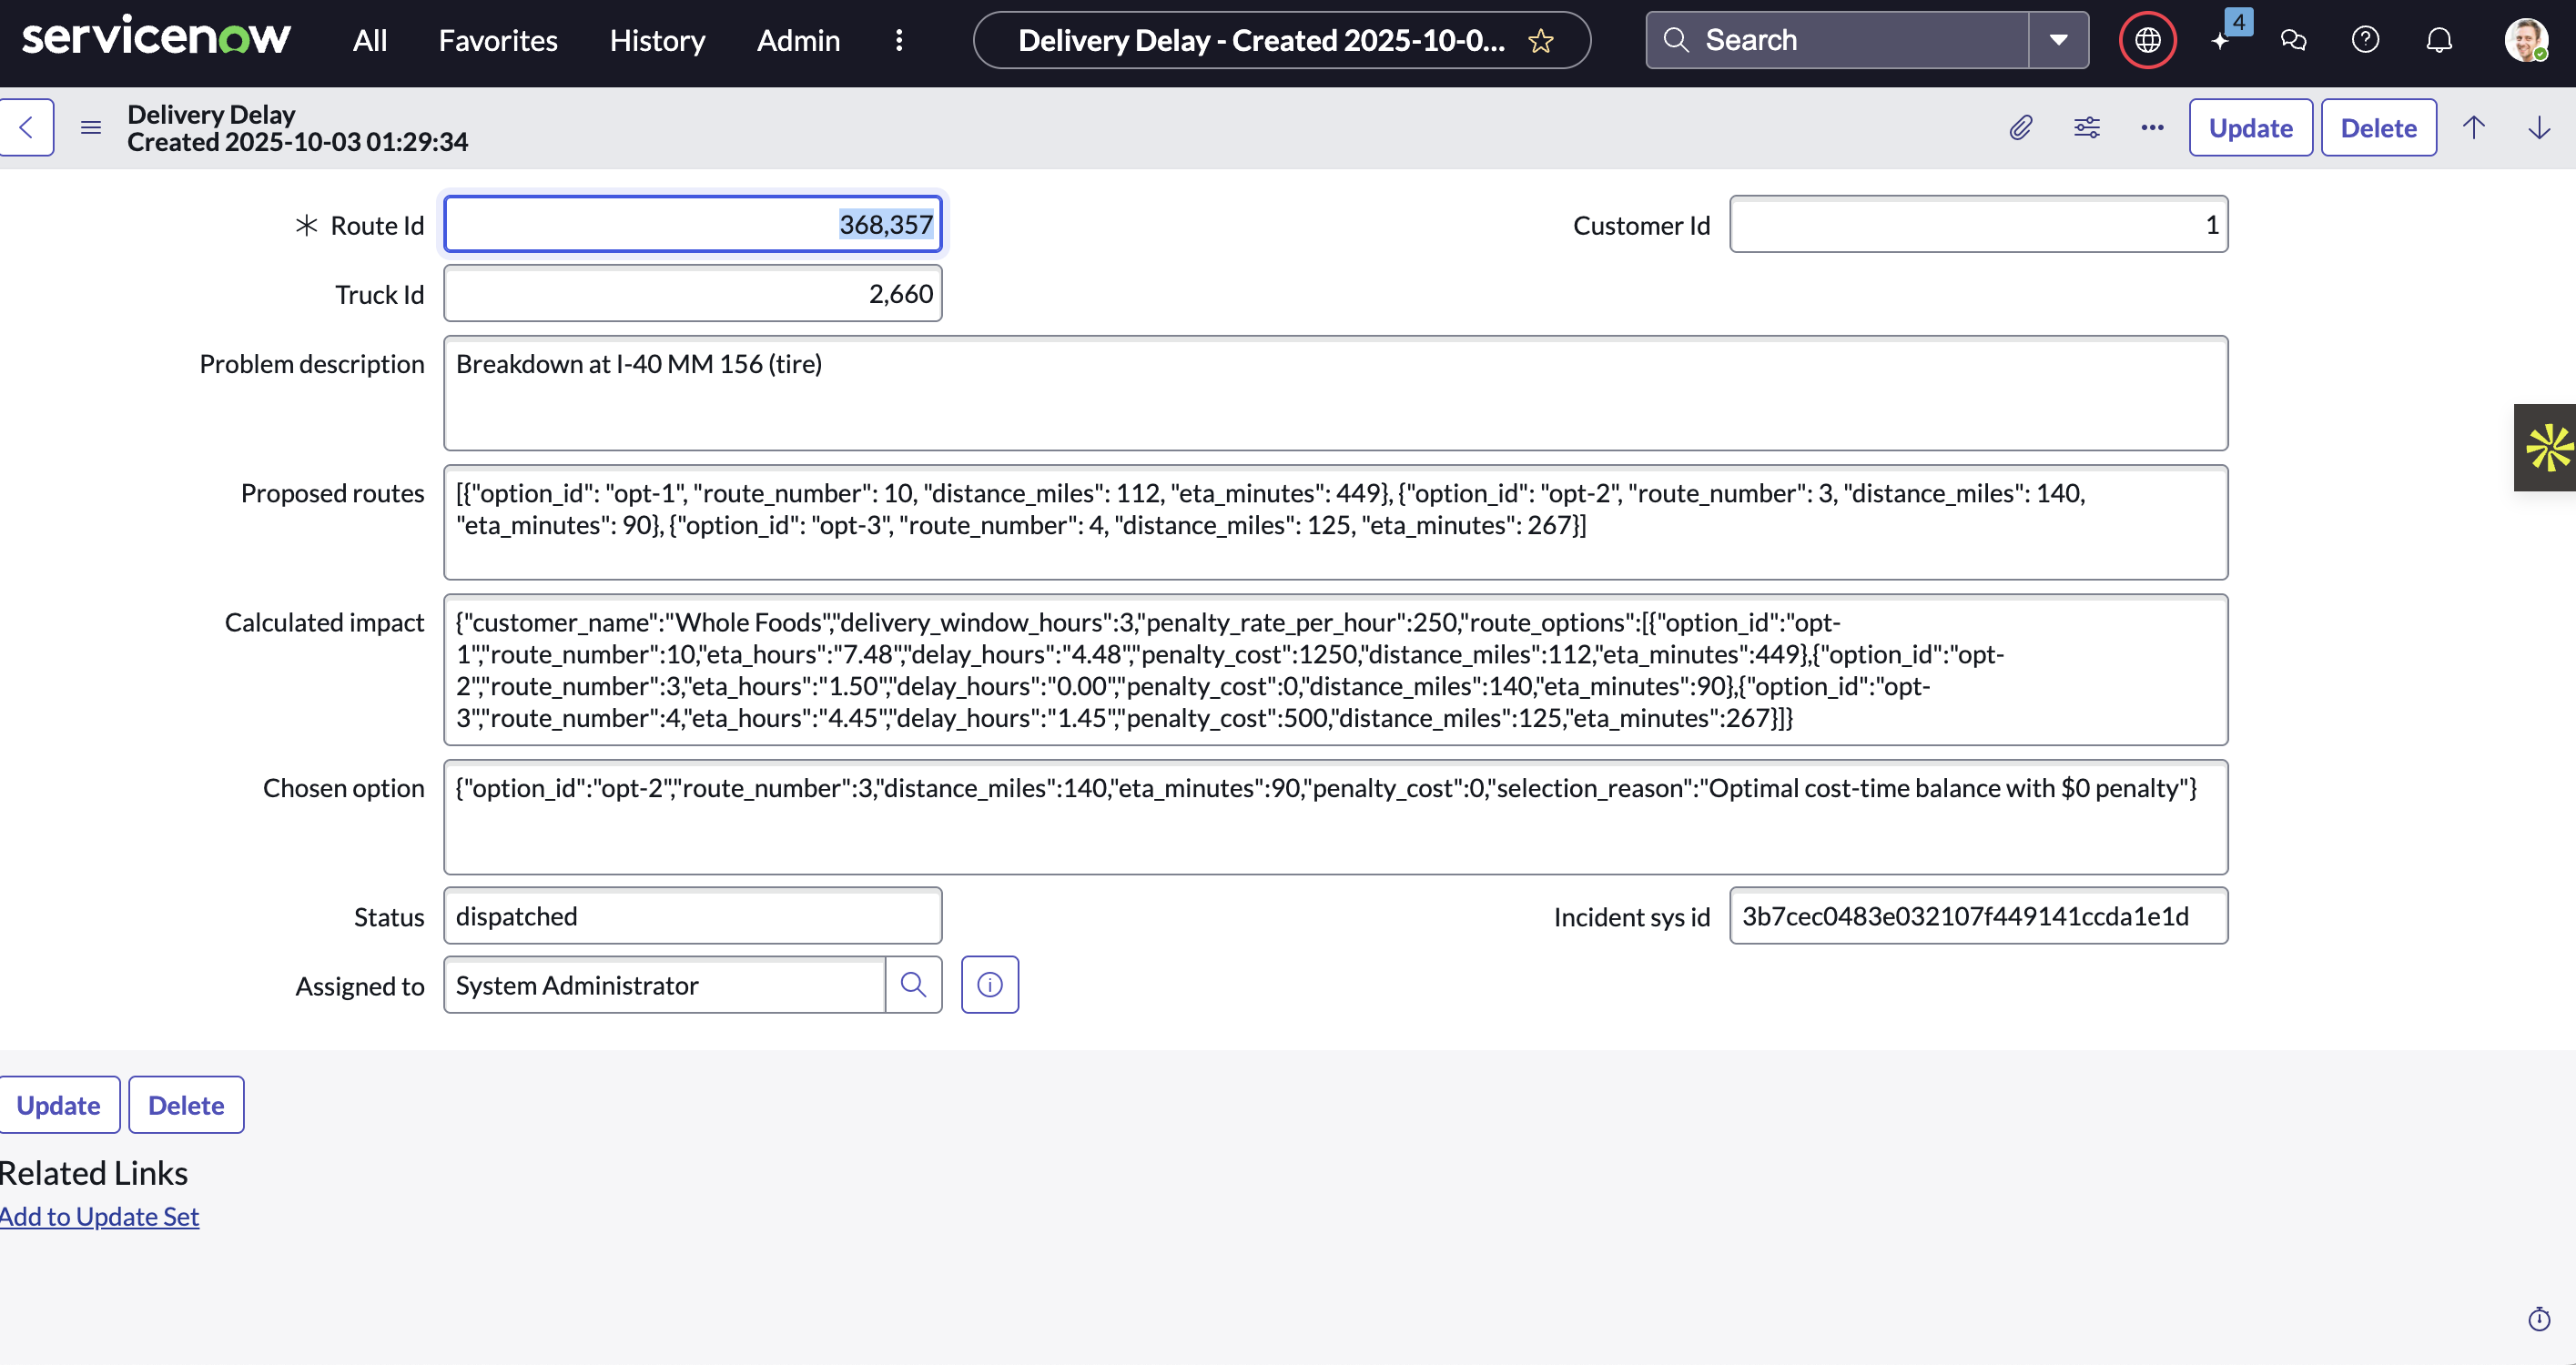 servicenow All Favorites History Admin Delivery Delay - Created 2025-10-0... Search 4
Delivery Delay
Created 2025-10-03 01:29:34
Update Delete
Route Id 368,357 Customer Id 1
Truck Id 2,660
Problem description Breakdown at I-40 MM 156 (tire)
Proposed routes [{"option_id": "opt-1", "route_number": 10, "distance_miles": 112, "eta_minutes": 449}, {"option_id": "opt-2", "route_number": 3, "distance_miles": 140,
"eta_minutes": 90}, {"option_id": "opt-3", "route_number": 4, "distance_miles": 125, "eta_minutes": 267}]
Calculated impact {"customer_name":"Whole Foods","delivery_window_hours":3,"penalty_rate_per_hour":250,"route_options":[{"option_id":"opt-
1","route_number":10,"eta_hours":"7.48","delay_hours":"4.48","penalty_cost":1250,"distance_miles":112,"eta_minutes":449},{"option_id":"opt-
2","route_number":3,"eta_hours":"1.50","delay_hours":"0.00","penalty_cost":0,"distance_miles":140,"eta_minutes":90},{"option_id":"opt-
3","route_number":4,"eta_hours":"4.45","delay_hours":"1.45","penalty_cost":500,"distance_miles":125,"eta_minutes":267}]}
Chosen option {"option_id":"opt-2","route_number":3,"distance_miles":140,"eta_minutes":90,"penalty_cost":0,"selection_reason":"Optimal cost-time balance with $0 penalty"}
Status dispatched Incident sys id 3b7cec0483e032107f449141ccda1e1d
Assigned to System Administrator
Update Delete
Related Links
Add to Update Set